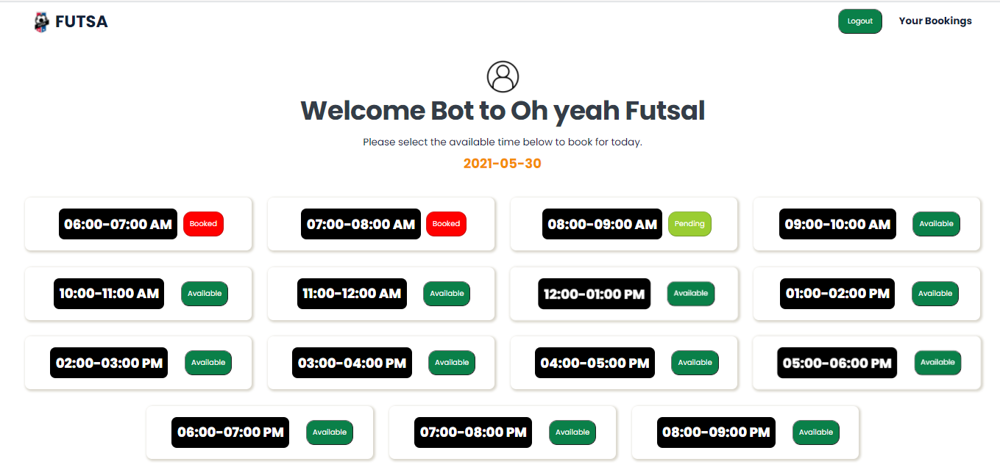 FUTSA
Logout Your Bookings
Welcome Bot to Oh yeah Futsal
Please select the available time below to book for today.
2021-05-30
06:00-07:00 AM Booked 07:00-08:00 AM Booked 08:00-09:00 AM Pending 09:00-10:00 AM Available
10:00-11:00 AM Available 11:00-12:00 AM Available 12:00-01:00 PM Available 01:00-02:00 PM Available
02:00-03:00 PM Available 03:00-04:00 PM Available 04:00-05:00 PM Available 05:00-06:00 PM Available
06:00-07:00 PM Available 07:00-08:00 PM Available 08:00-09:00 PM Available